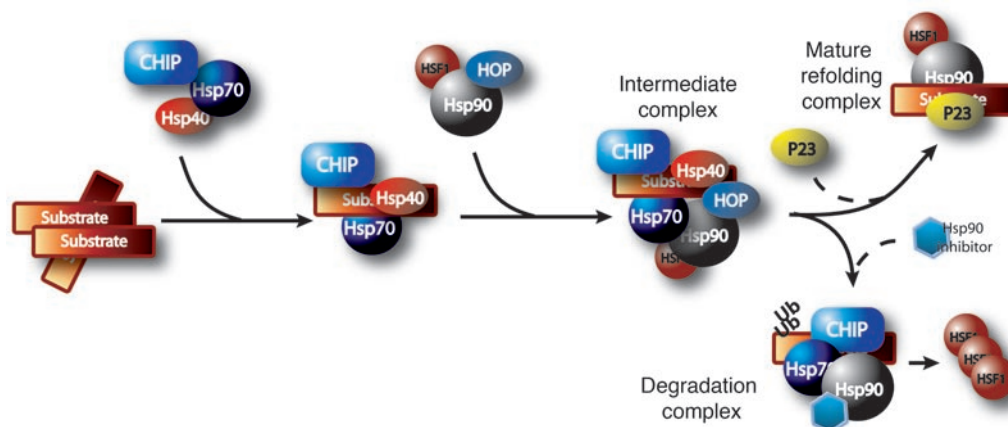 CHIP
Hsp70
Hsp40
Substrate
Substrate
CHIP
Hsp40
Hsp70
HSF1
HOP
Hsp90
Intermediate
complex
CHIP
Hsp40
HOP
Hsp70
Hsp90
P23
Mature
refolding
complex
HSF1
Hsp90
P23
Hsp90
inhibitor
Ub
Ub
CHIP
Hsp90
Degradation
complex
HSF1